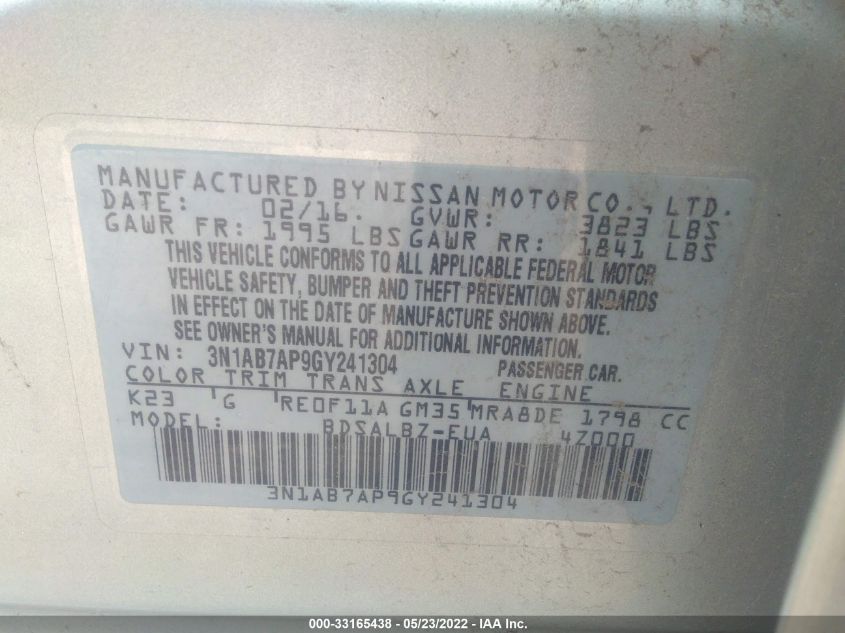 MANUFACTURED BY NISSAN MOTOR CO., LTD.
DATE: 02/16. GVWR: 3823 LBS
GAWR FR: 1995 LBS GAWR RR: 1841 LBS
THIS VEHICLE CONFORMS TO ALL APPLICABLE FEDERAL MOTOR
VEHICLE SAFETY, BUMPER AND THEFT PREVENTION STANDARDS
IN EFFECT ON THE DATE OF MANUFACTURE SHOWN ABOVE.
SEE OWNER'S MANUAL FOR ADDITIONAL INFORMATION.
VIN: 3N1AB7AP9GY241304 PASSENGER CAR.
COLOR TRIM TRANS AXLE ENGINE
K23 G RE0F11A GM35 MRA8DE 1798 CC
MODEL: BDSALBZ-EUA 4Z000
3N1AB7AP9GY241304
000-33165438 - 05/23/2022 - IAA Inc.